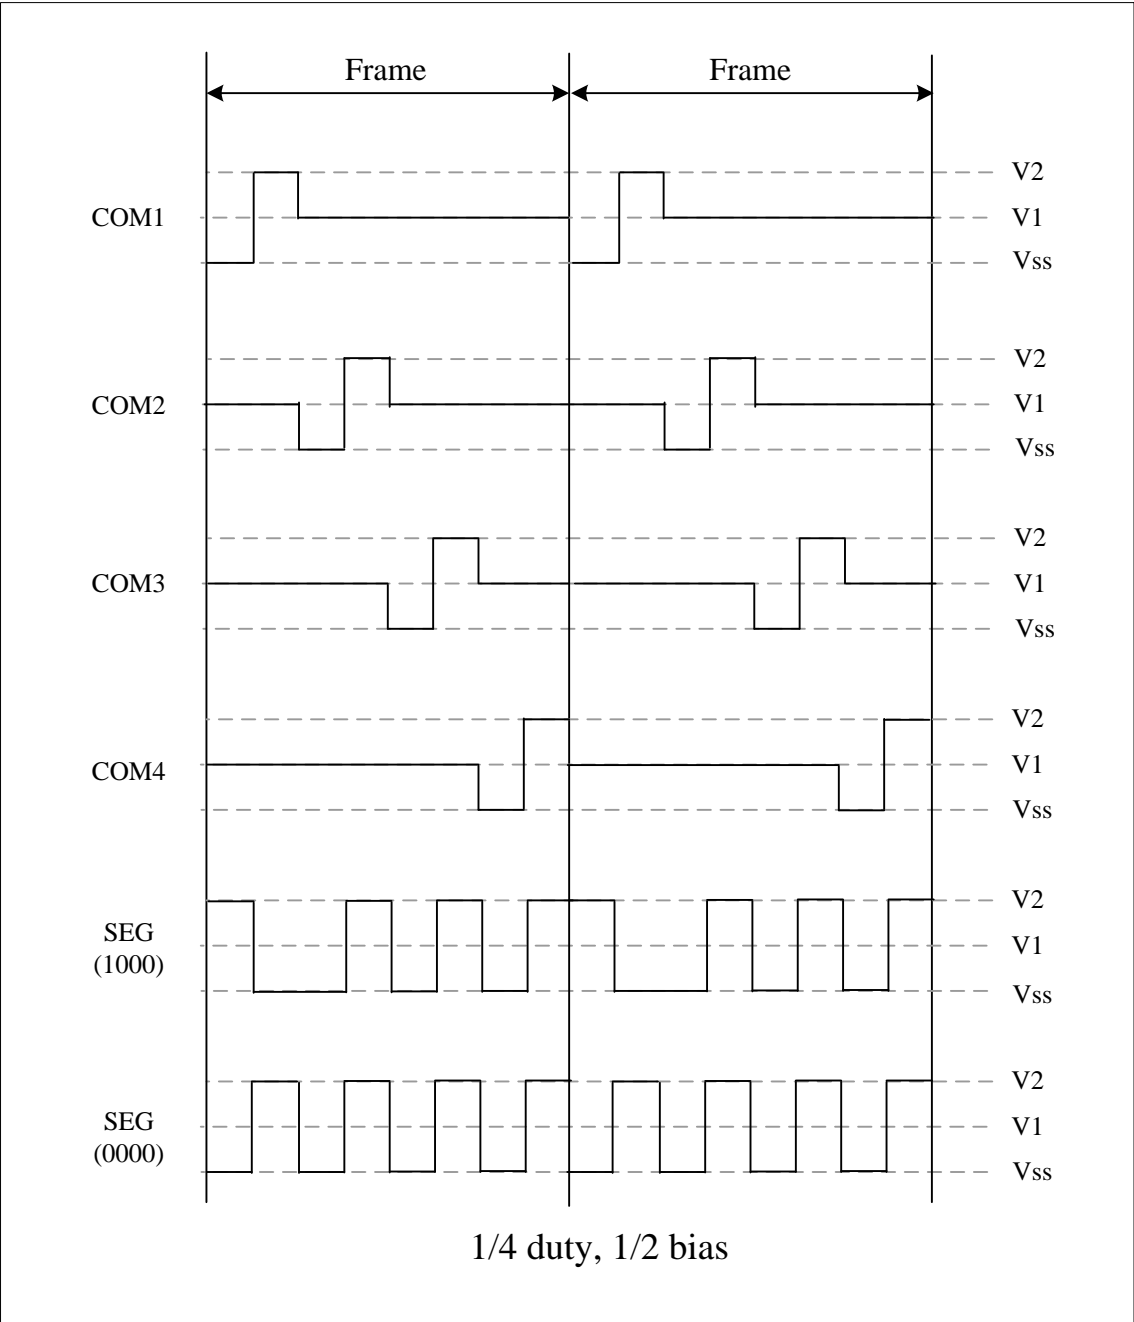 Frame Frame
V2
COM1 V1
Vss
V2
COM2 V1
Vss
V2
COM3 V1
Vss
V2
COM4 V1
Vss
V2
SEG V1
(1000)
Vss
V2
SEG V1
(0000)
Vss
1/4 duty, 1/2 bias